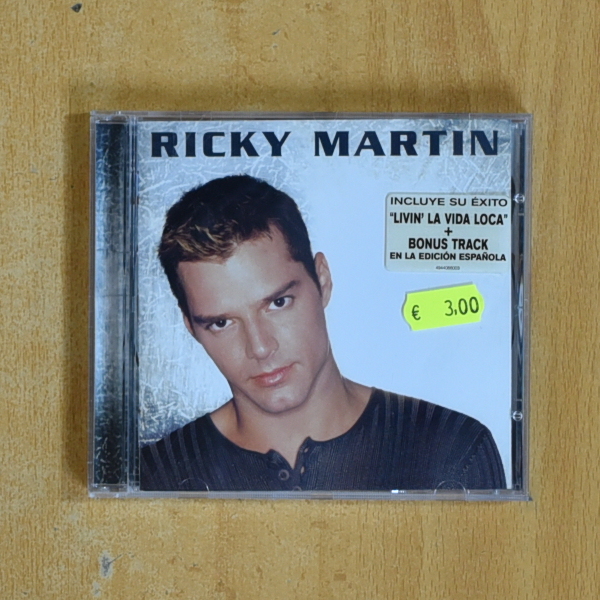 RICKY MARTIN
INCLUYE SU ÉXITO
"LIVIN' LA VIDA LOCA"
+
BONUS TRACK
EN LA EDICIÓN ESPAÑOLA
€ 3,00